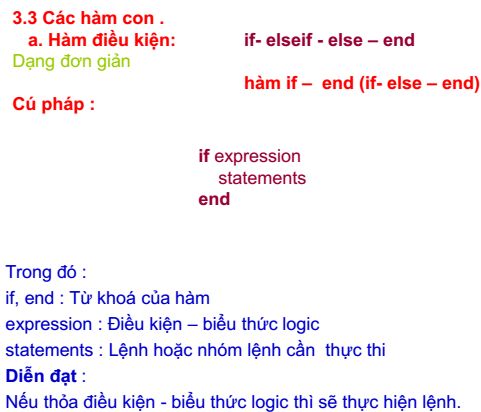 3.3 Các hàm con .
a. Hàm điều kiện: if- elseif - else – end
Dạng đơn giản
hàm if – end (if- else – end)
Cú pháp :
if expression
statements
end
Trong đó :
if, end : Từ khoá của hàm
expression : Điều kiện – biểu thức logic
statements : Lệnh hoặc nhóm lệnh cần thực thi
Diễn đạt :
Nếu thỏa điều kiện - biểu thức logic thì sẽ thực hiện lệnh.